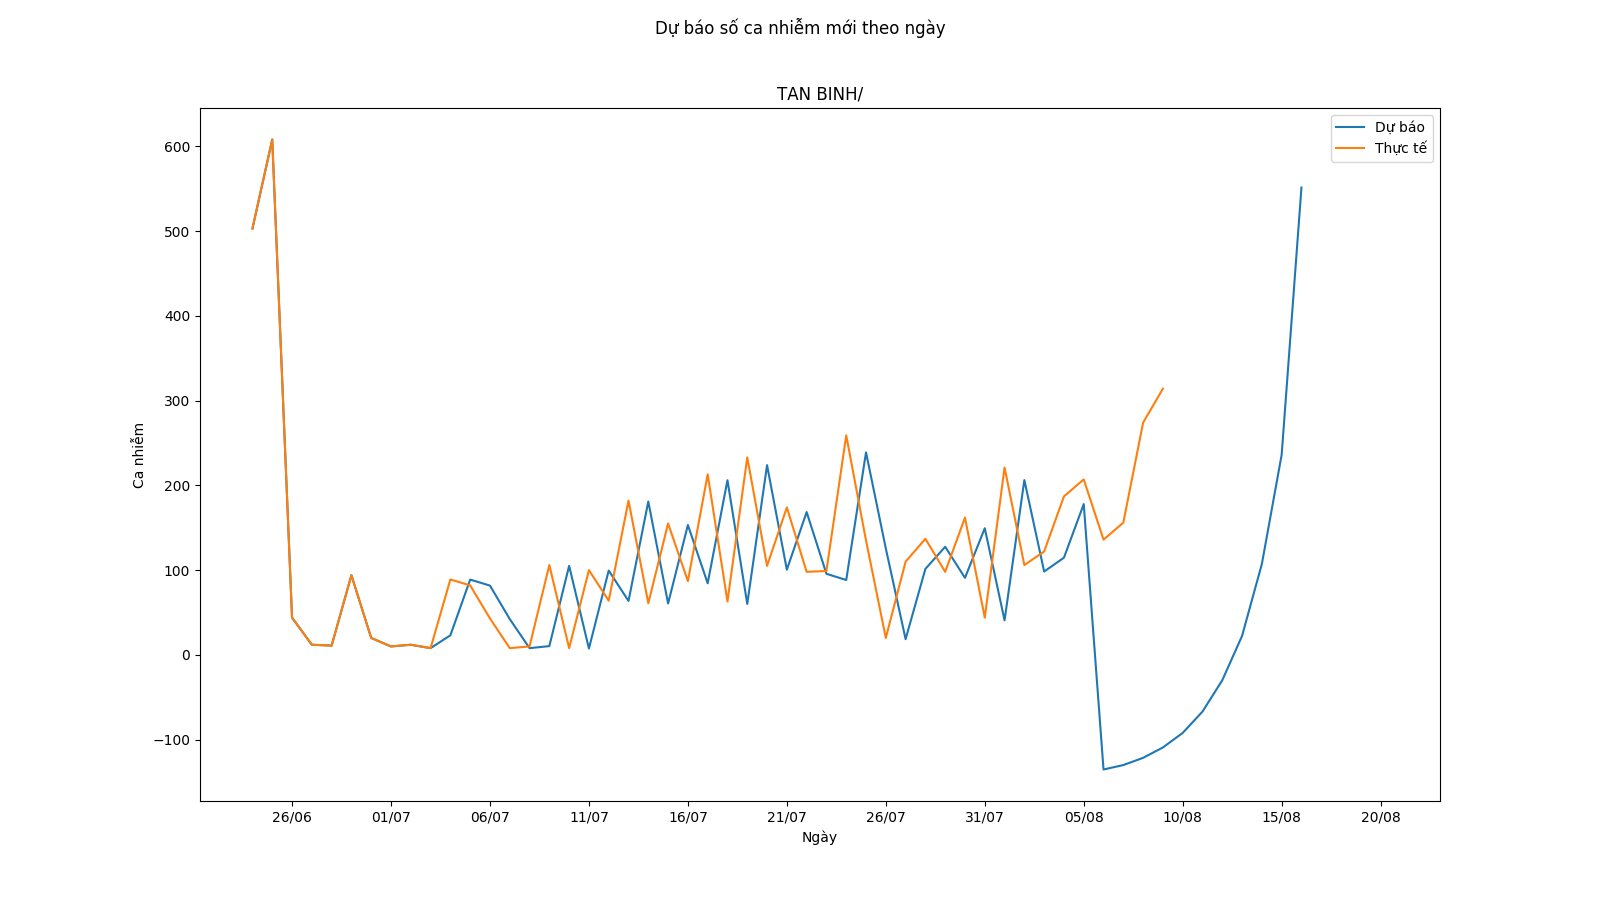 Dự báo số ca nhiễm mới theo ngày
TAN BINH/
Dự báo
Thực tế
600
500
400
300
200
100
0
−100
Ca nhiễm
26/06 01/07 06/07 11/07 16/07 21/07 26/07 31/07 05/08 10/08 15/08 20/08
Ngày